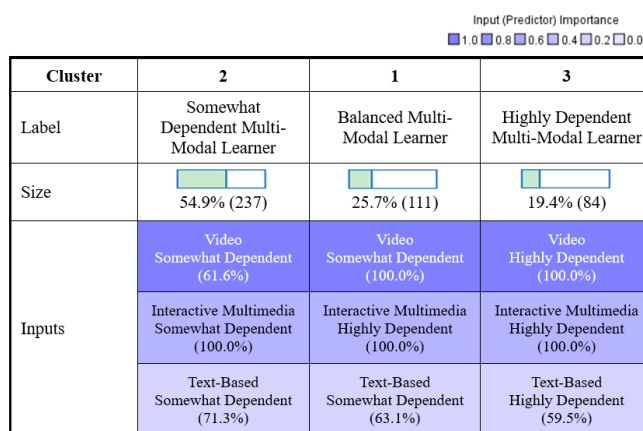 Input (Predictor) Importance
1.0 0.8 0.6 0.4 0.2 0.0
Cluster 2 1 3
Label
Somewhat
Dependent Multi-
Modal Learner
Balanced Multi-
Modal Learner
Highly Dependent
Multi-Modal Learner
Size
54.9% (237) 25.7% (111) 19.4% (84)
Inputs
Video
Somewhat Dependent
(61.6%)
Video
Somewhat Dependent
(100.0%)
Video
Highly Dependent
(100.0%)
Interactive Multimedia
Somewhat Dependent
(100.0%)
Interactive Multimedia
Highly Dependent
(100.0%)
Interactive Multimedia
Highly Dependent
(100.0%)
Text-Based
Somewhat Dependent
(71.3%)
Text-Based
Somewhat Dependent
(63.1%)
Text-Based
Highly Dependent
(59.5%)